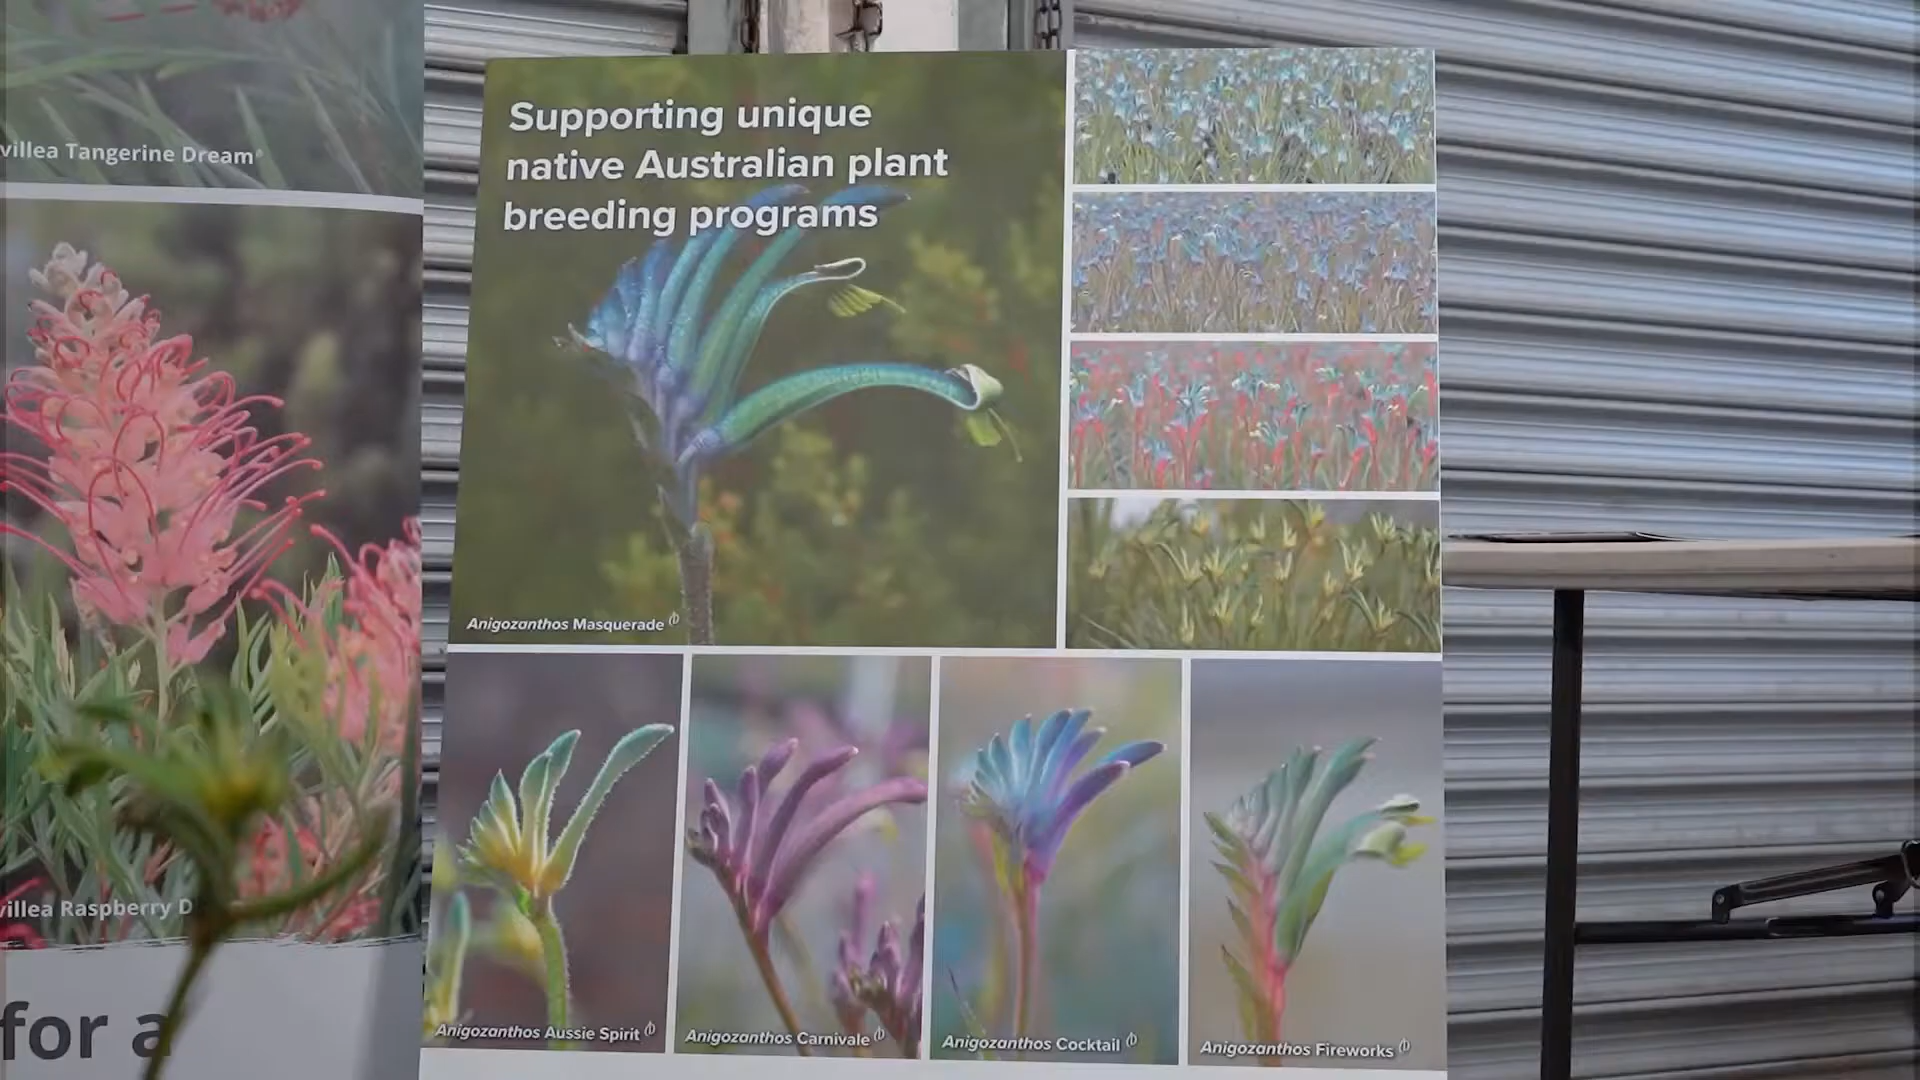 villea Tangerine Dream
villea Raspberry D
for a
Supporting unique
native Australian plant
breeding programs
Anigozanthos Masquerade
Anigozanthos Aussie Spirit
Anigozanthos Carnivale
Anigozanthos Cocktail
Anigozanthos Fireworks